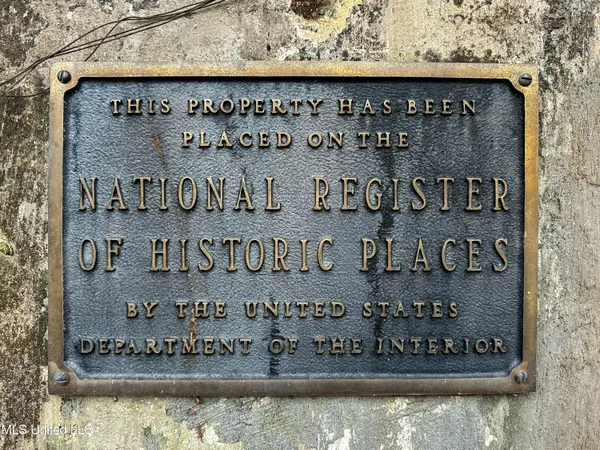 THIS PROPERTY HAS BEEN
PLACED ON THE
NATIONAL REGISTER
OF HISTORIC PLACES
BY THE UNITED STATES
DEPARTMENT OF THE INTERIOR
MLS United LLC